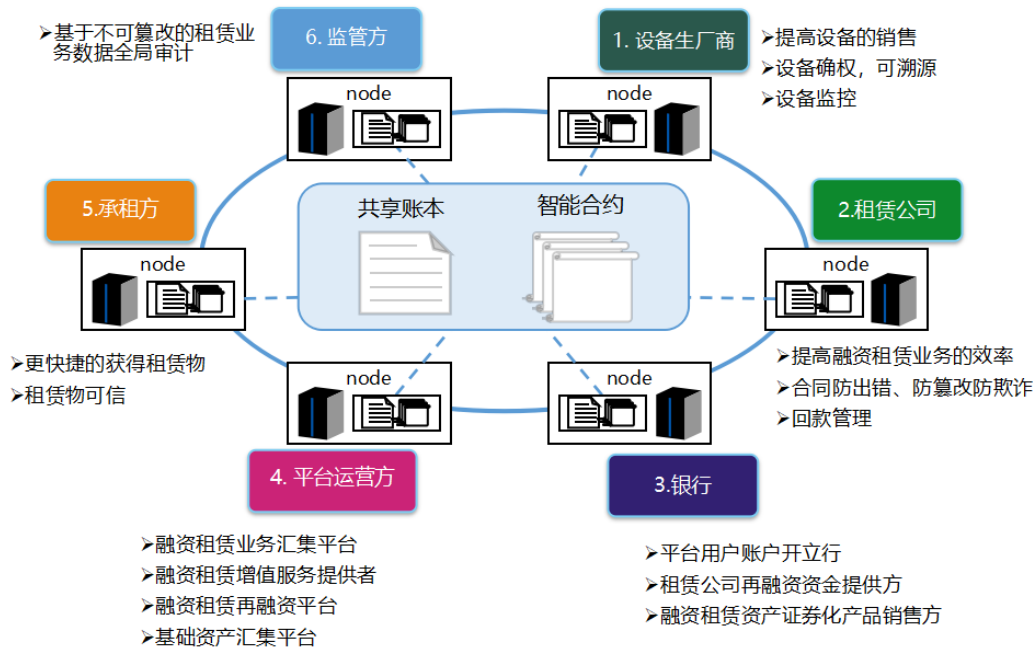 ➢基于不可篡改的租赁业
务数据全局审计
6. 监管方
1. 设备生厂商
➢提高设备的销售
➢设备确权，可溯源
➢设备监控
node
node
5.承租方
共享账本
智能合约
2.租赁公司
node
node
➢更快捷的获得租赁物
➢租赁物可信
node
node
➢提高融资租赁业务的效率
➢合同防出错、防篡改防欺诈
➢回款管理
4. 平台运营方
3.银行
➢融资租赁业务汇集平台
➢融资租赁增值服务提供者
➢融资租赁再融资平台
➢基础资产汇集平台
➢平台用户账户开立行
➢租赁公司再融资资金提供方
➢融资租赁资产证券化产品销售方